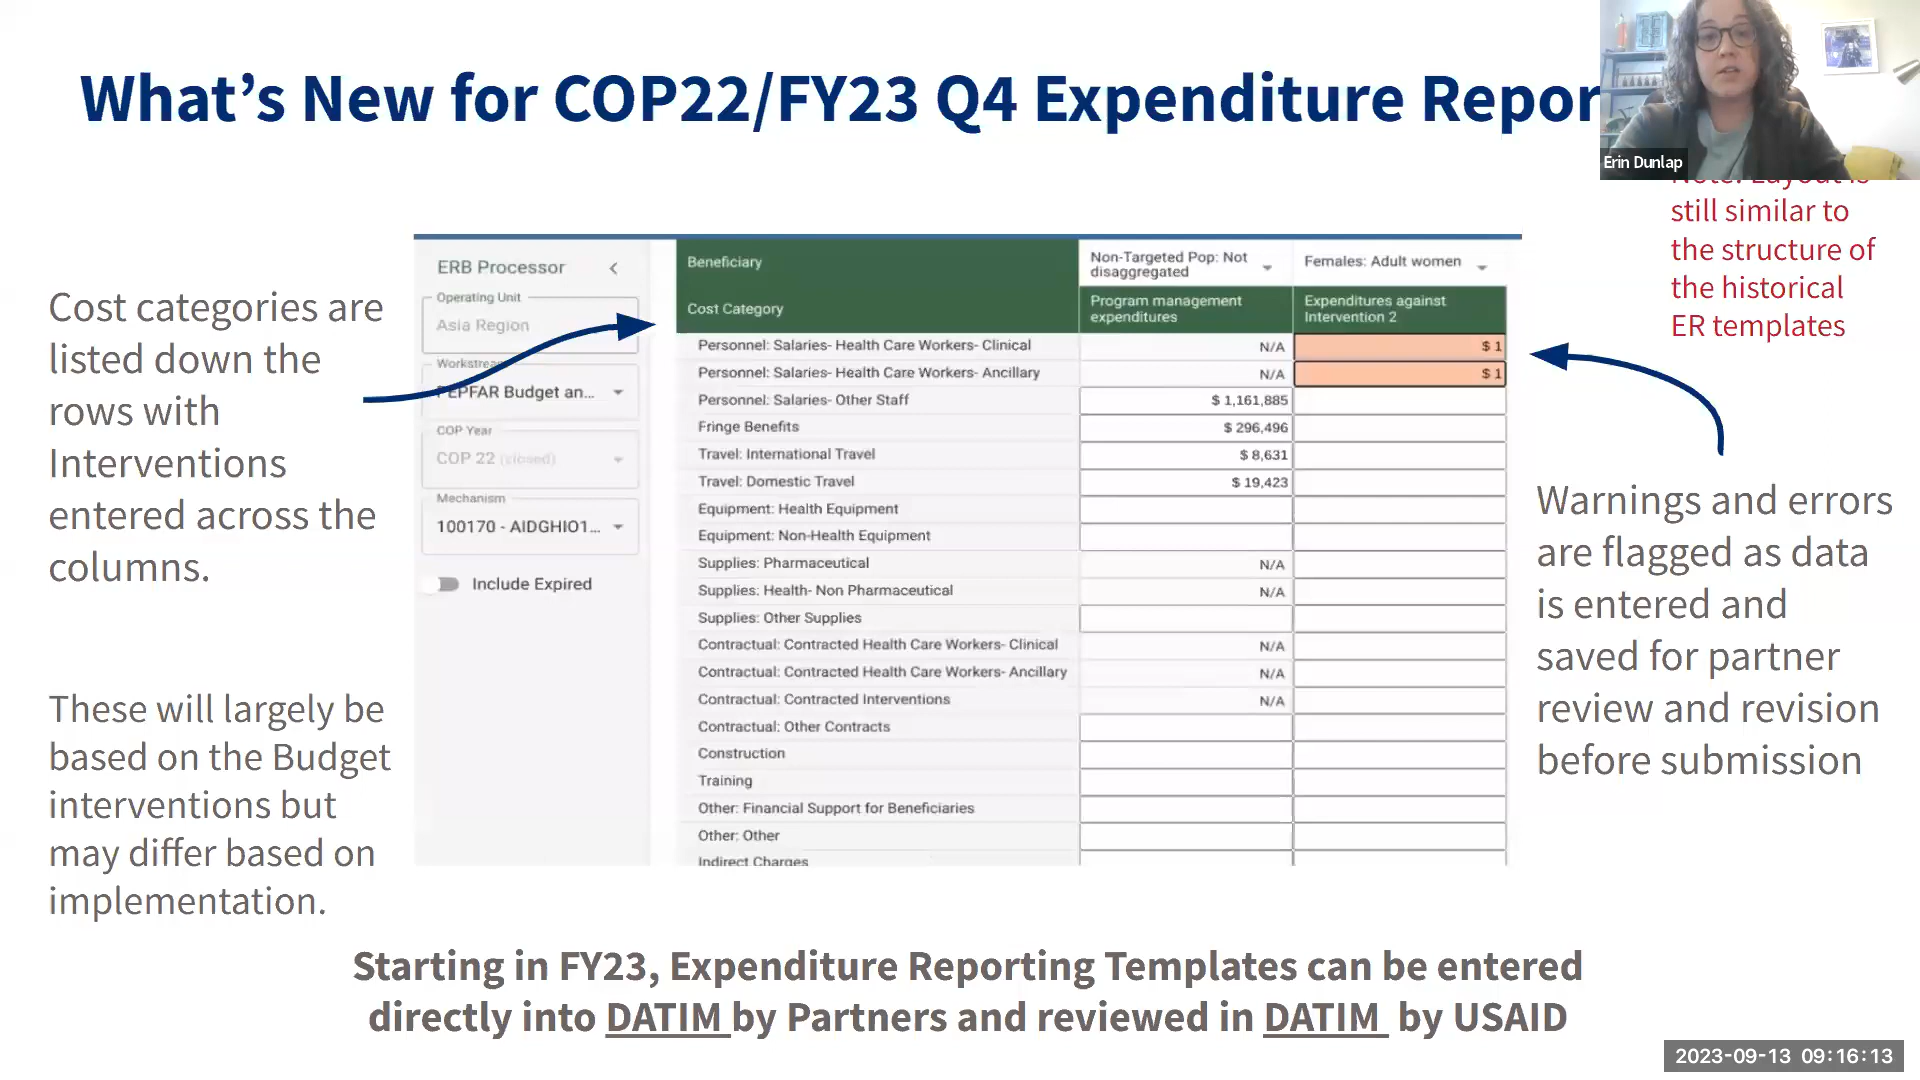 What's New for COP22/FY23 Q4 Expenditure Repor
Erin Dunlap
still similar to
the structure of
the historical
ER templates
Cost categories are
listed down the
rows with
Interventions
entered across the
columns.
These will largely be
based on the Budget
interventions but
may differ based on
implementation.
ERB Processor
Operating Unit
Asia Region
Workstrea
PEPFAR Budget an...
COP Year
COP 22 (closed)
Mechanism
100170 - AIDGHIO1...
Include Expired
Beneficiary
Non-Targeted Pop: Not
disaggregated
Females: Adult women
Cost Category
Program management
expenditures
Expenditures against
Intervention 2
Personnel: Salaries- Health Care Workers- Clinical N/A $ 1
Personnel: Salaries- Health Care Workers- Ancillary N/A $ 1
Personnel: Salaries- Other Staff $ 1,161,885
Fringe Benefits $ 296,496
Travel: International Travel $ 8,631
Travel: Domestic Travel $ 19,423
Equipment: Health Equipment
Equipment: Non-Health Equipment
Supplies: Pharmaceutical N/A
Supplies: Health- Non Pharmaceutical N/A
Supplies: Other Supplies
Contractual: Contracted Health Care Workers- Clinical N/A
Contractual: Contracted Health Care Workers- Ancillary N/A
Contractual: Contracted Interventions N/A
Contractual: Other Contracts
Construction
Training
Other: Financial Support for Beneficiaries
Other: Other
Indirect Charges
Warnings and errors
are flagged as data
is entered and
saved for partner
review and revision
before submission
Starting in FY23, Expenditure Reporting Templates can be entered
directly into DATIM by Partners and reviewed in DATIM by USAID
2023-09-13 09:16:13